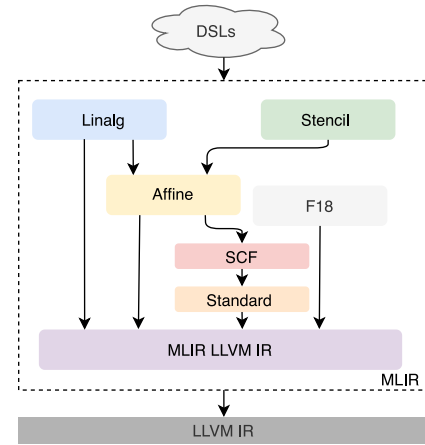 DSLs
Linalg
Stencil
Affine
F18
SCF
Standard
MLIR LLVM IR
MLIR
LLVM IR